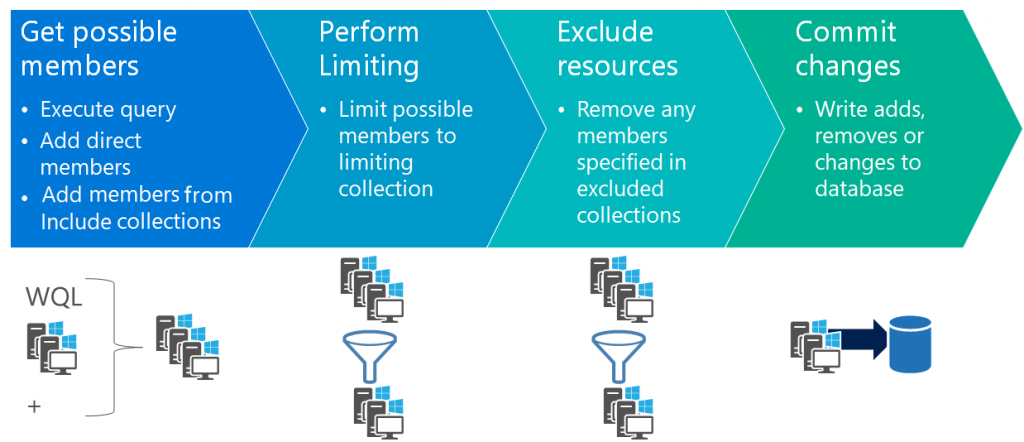 Get possible
members
• Execute query
• Add direct
members
• Add members from
Include collections
Perform
Limiting
• Limit possible
members to
limiting
collection
Exclude
resources
• Remove any
members
specified in
excluded
collections
Commit
changes
• Write adds,
removes or
changes to
database
WQL
+